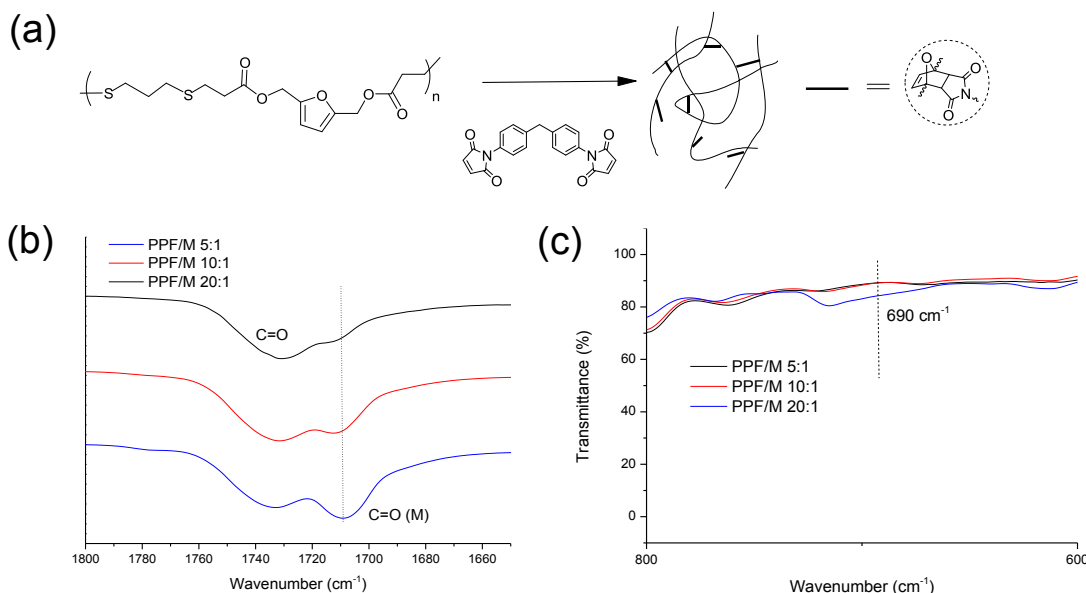 (a)
S
S
O
O
O
O
O
n
O
O
N
O
O
N
O
O
O
N
O
(b)
PPF/M 5:1
PPF/M 10:1
PPF/M 20:1
C=O
C=O (M)
1800 1780 1760 1740 1720 1700 1680 1660
Wavenumber (cm-1)
(c)
100
80
60
40
20
0
Transmittance (%)
690 cm-1
PPF/M 5:1
PPF/M 10:1
PPF/M 20:1
800 600
Wavenumber (cm-1)